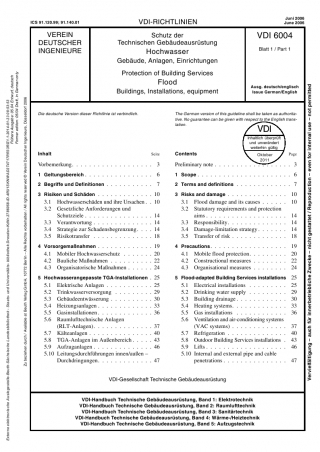 ICS 91.120.99; 91.140.01
VDI-RICHTLINIEN
Juni 2006
June 2006
VEREIN
DEUTSCHER
INGENIEURE
Schutz der
Technischen Gebäudeausrüstung
Hochwasser
Gebäude, Anlagen, Einrichtungen
Protection of Building Services
Flood
Buildings, Installations, equipment
VDI 6004
Blatt 1 / Part 1
Ausg. deutsch/englisch
Issue German/English
Die deutsche Version dieser Richtlinie ist verbindlich.
The German version of this guideline shall be taken as authorita-
tive. No guarantee can be given with respect to the English trans-
lation.
VDI
Inhaltlich überprüft
und unverändert
weiterhin gültig
Oktober
2011
Inhalt Seite
Vorbemerkung 3
1 Geltungsbereich 6
2 Begriffe und Definitionen 7
3 Risiken und Schäden 10
3.1 Hochwasserschäden und ihre Ursachen 10
3.2 Gesetzliche Anforderungen und
Schutzziele 14
3.3 Verantwortung 14
3.4 Strategie zur Schadensbegrenzung 14
3.5 Risikotransfer 18
4 Vorsorgemaßnahmen 19
4.1 Mobiler Hochwasserschutz 20
4.2 Bauliche Maßnahmen 22
4.3 Organisatorische Maßnahmen 24
5 Hochwasserangepasste TGA-Installationen 25
5.1 Elektrische Anlagen 25
5.2 Trinkwasserversorgung 29
5.3 Gebäudeentwässerung 30
5.4 Heizungsanlagen 33
5.5 Gasinstallationen 36
5.6 Raumlufttechnische Anlagen
(RLT-Anlagen) 37
5.7 Kälteanlagen 40
5.8 TGA-Anlagen im Außenbereich 43
5.9 Aufzugsanlagen 46
5.10 Leitungsdurchführungen innen/außen –
Durchdringungen 47
Contents Page
Preliminary note 3
1 Scope 6
2 Terms and definitions 7
3 Risks and damage 10
3.1 Flood damage and its causes 10
3.2 Statutory requirements and protection
aims 14
3.3 Responsibility 14
3.4 Damage-limitation strategy 14
3.5 Transfer of risk 18
4 Precautions 19
4.1 Mobile flood protection 20
4.2 Constructional measures 22
4.3 Organisational measures 24
5 Flood-adapted Building Services installations 25
5.1 Electrical installations 25
5.2 Drinking water supply 29
5.3 Building drainage 30
5.4 Heating systems 33
5.5 Gas installations 36
5.6 Ventilation and air-conditioning systems
(VAC systems) 37
5.7 Refrigeration 40
5.8 Outdoor Building Services installations 43
5.9 Lifts 46
5.10 Internal and external pipe and cable
penetrations 47
VDI-Gesellschaft Technische Gebäudeausrüstung
VDI-Handbuch Technische Gebäudeausrüstung, Band 1: Elektrotechnik
VDI-Handbuch Technische Gebäudeausrüstung, Band 2: Raumlufttechnik
VDI-Handbuch Technische Gebäudeausrüstung, Band 3: Sanitärtechnik
VDI-Handbuch Technische Gebäudeausrüstung, Band 4: Wärme-/Heiztechnik
VDI-Handbuch Technische Gebäudeausrüstung, Band 5: Aufzugstechnik
Vervielfältigung – auch für innerbetriebliche Zwecke – nicht gestattet / Reproduction – even for internal use – not permitted